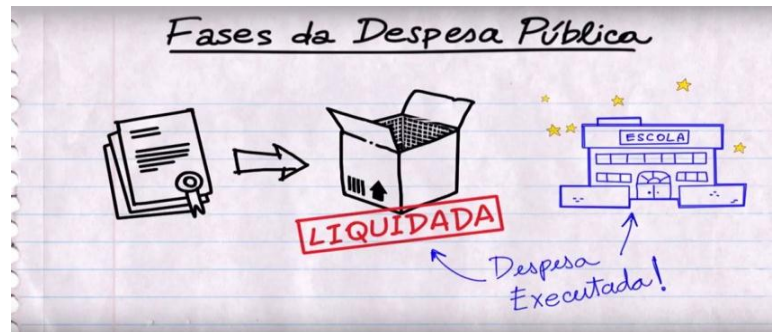 Fases da Despesa Pública
ESCOLA
LIQUIDADA
Despesa
Executada!